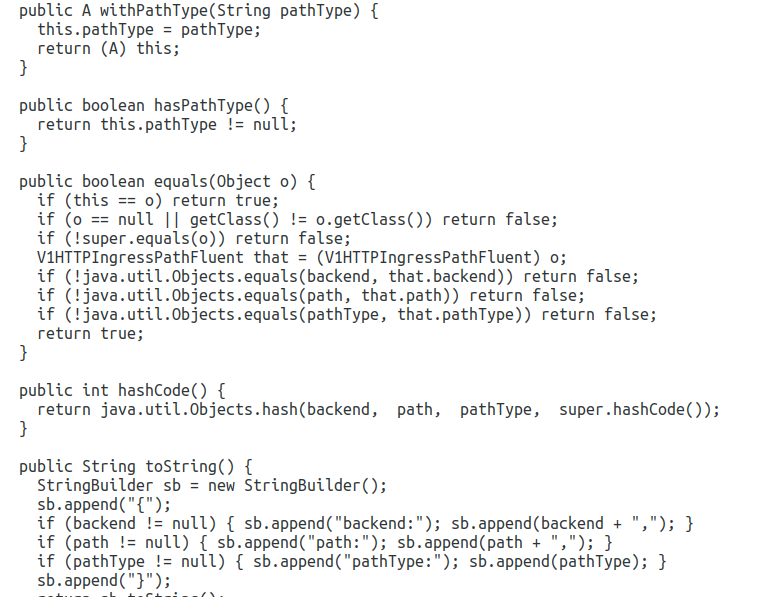 public A withPathType(String pathType) {
  this.pathType = pathType;
  return (A) this;
}

public boolean hasPathType() {
  return this.pathType != null;
}

public boolean equals(Object o) {
  if (this == o) return true;
  if (o == null || getClass() != o.getClass()) return false;
  if (!super.equals(o)) return false;
  V1HTTPIngressPathFluent that = (V1HTTPIngressPathFluent) o;
  if (!java.util.Objects.equals(backend, that.backend)) return false;
  if (!java.util.Objects.equals(path, that.path)) return false;
  if (!java.util.Objects.equals(pathType, that.pathType)) return false;
  return true;
}

public int hashCode() {
  return java.util.Objects.hash(backend,  path,  pathType,  super.hashCode());
}

public String toString() {
  StringBuilder sb = new StringBuilder();
  sb.append("{");
  if (backend != null) { sb.append("backend:"); sb.append(backend + ","); }
  if (path != null) { sb.append("path:"); sb.append(path + ","); }
  if (pathType != null) { sb.append("pathType:"); sb.append(pathType); }
  sb.append("}");